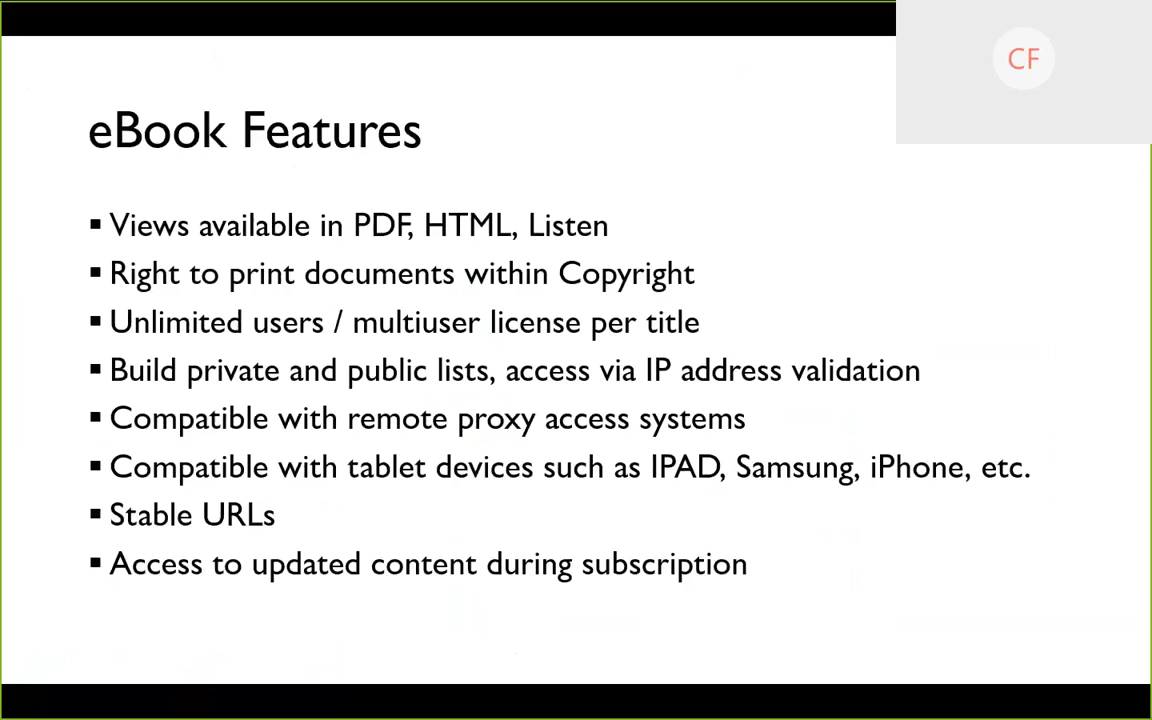 CF
eBook Features
▪ Views available in PDF, HTML, Listen
▪ Right to print documents within Copyright
▪ Unlimited users / multiuser license per title
▪ Build private and public lists, access via IP address validation
▪ Compatible with remote proxy access systems
▪ Compatible with tablet devices such as IPAD, Samsung, iPhone, etc.
▪ Stable URLs
▪ Access to updated content during subscription